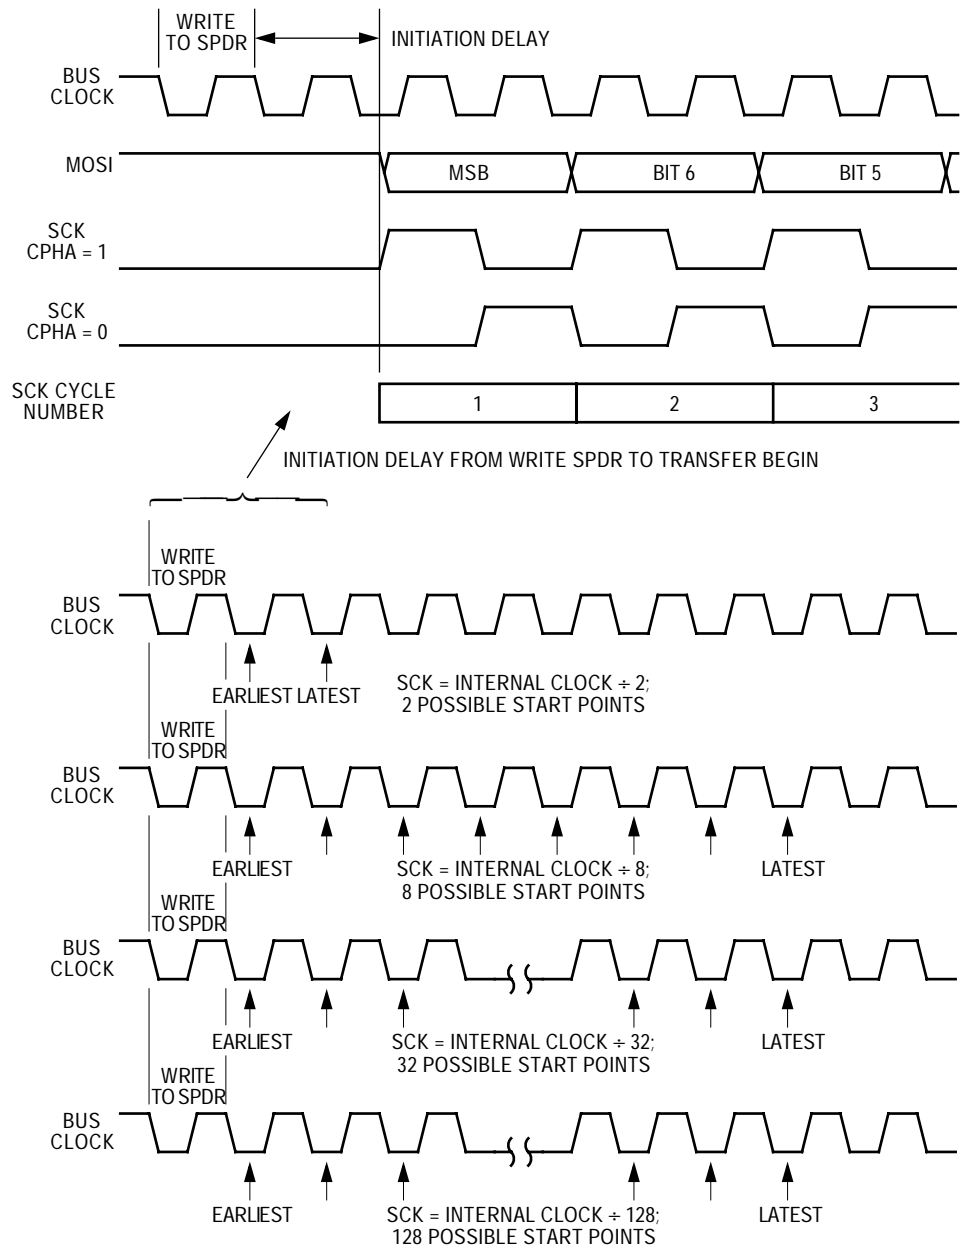 WRITE
TO SPDR
INITIATION DELAY
BUS
CLOCK
MOSI
MSB
BIT 6
BIT 5
SCK
CPHA = 1
SCK
CPHA = 0
SCK CYCLE
NUMBER
1
2
3
INITIATION DELAY FROM WRITE SPDR TO TRANSFER BEGIN
WRITE
TO SPDR
BUS
CLOCK
EARLIEST LATEST
SCK = INTERNAL CLOCK ÷ 2;
2 POSSIBLE START POINTS
WRITE
TO SPDR
BUS
CLOCK
EARLIEST
SCK = INTERNAL CLOCK ÷ 8;
8 POSSIBLE START POINTS
LATEST
WRITE
TO SPDR
BUS
CLOCK
EARLIEST
SCK = INTERNAL CLOCK ÷ 32;
32 POSSIBLE START POINTS
LATEST
WRITE
TO SPDR
BUS
CLOCK
EARLIEST
SCK = INTERNAL CLOCK ÷ 128;
128 POSSIBLE START POINTS
LATEST